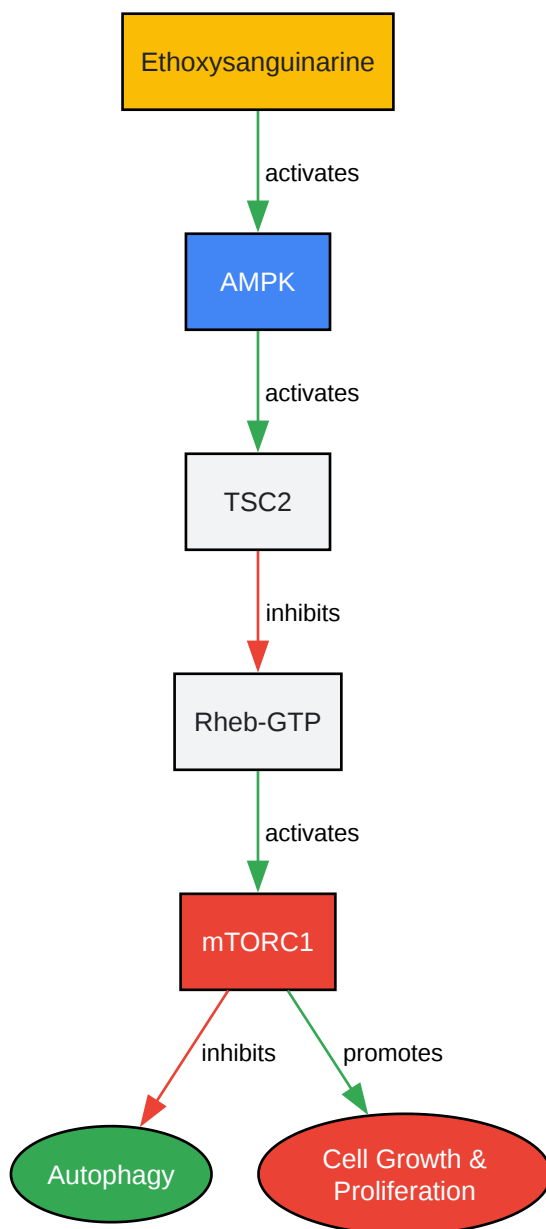 Ethoxysanguinarine
activates
AMPK
activates
TSC2
inhibits
Rheb-GTP
activates
mTORC1
inhibits
promotes
Autophagy
Cell Growth &
Proliferation